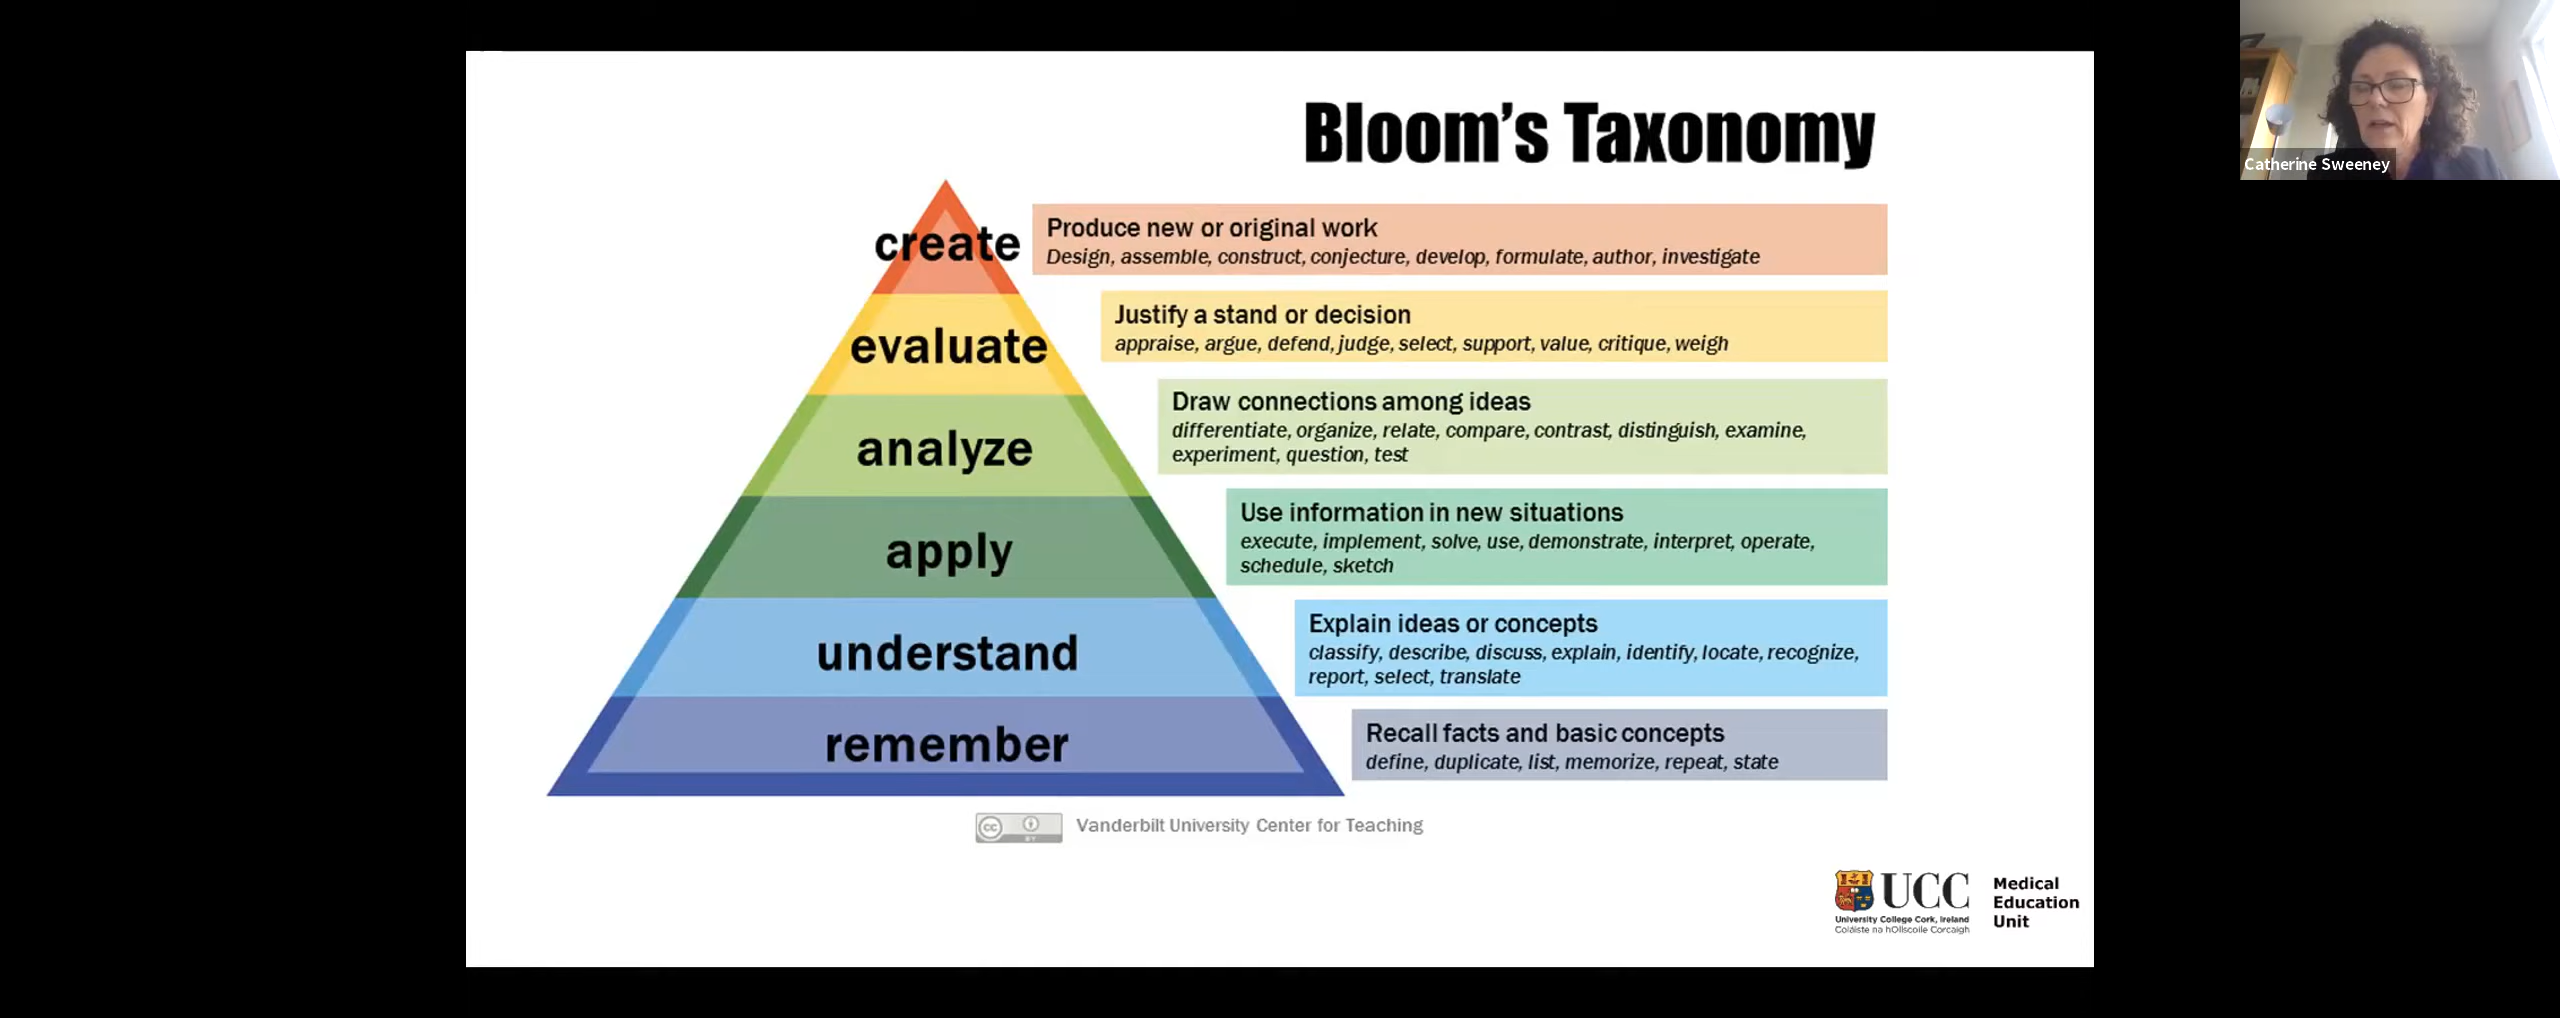 Bloom's Taxonomy
create
Produce new or original work
Design, assemble, construct, conjecture, develop, formulate, author, investigate
evaluate
Justify a stand or decision
appraise, argue, defend, judge, select, support, value, critique, weigh
analyze
Draw connections among ideas
differentiate, organize, relate, compare, contrast, distinguish, examine,
experiment, question, test
apply
Use information in new situations
execute, implement, solve, use, demonstrate, interpret, operate,
schedule, sketch
understand
Explain ideas or concepts
classify, describe, discuss, explain, identify, locate, recognize,
report, select, translate
remember
Recall facts and basic concepts
define, duplicate, list, memorize, repeat, state
cc BY
Vanderbilt University Center for Teaching
UCC
University College Cork, Ireland
Coláiste na hOllscoile Corcaigh
Medical
Education
Unit
Catherine Sweeney